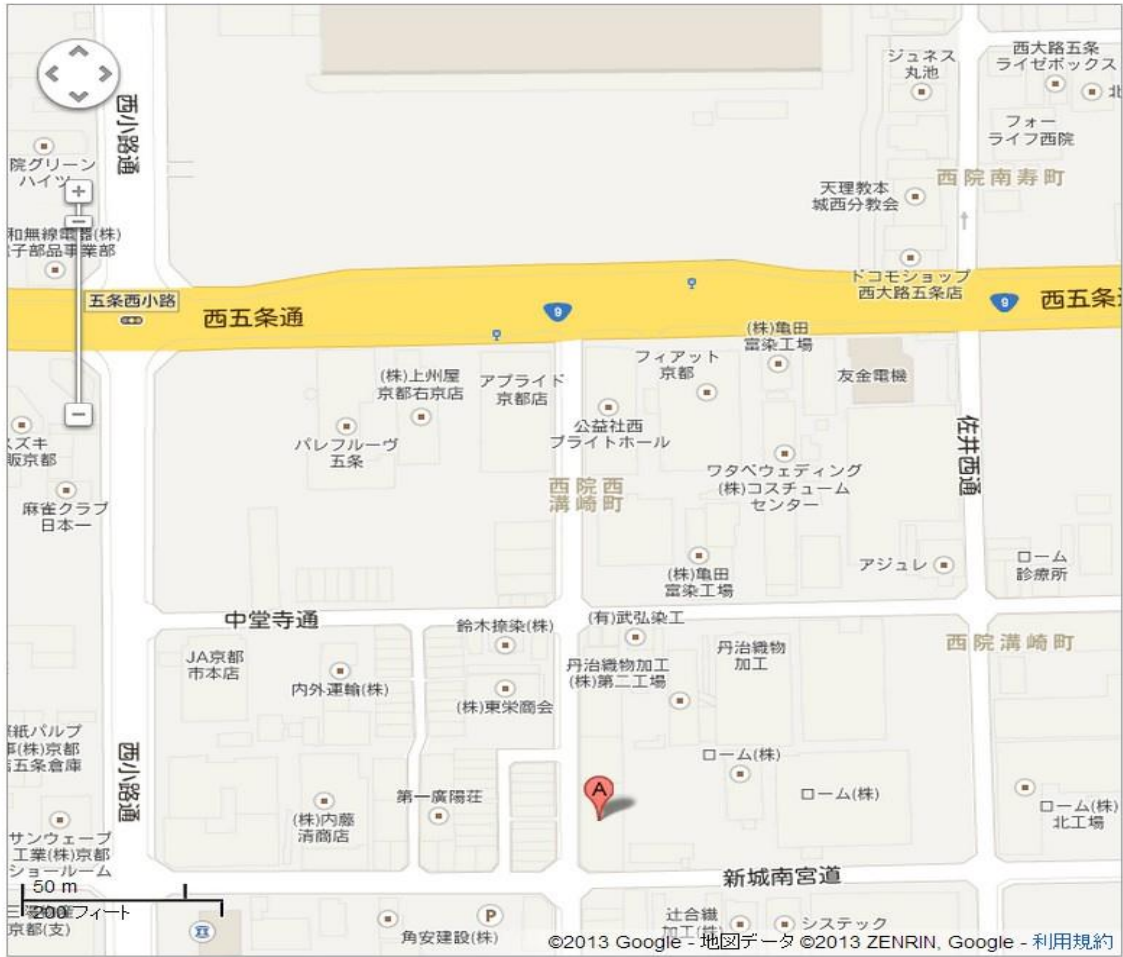 ジュネス
丸池
西大路五条
ライゼボックス
北
西小路通
フォー
ライフ西院
院グリーン
ハイツ
西院南寿町
天理教本
城西分教会
和無線電器(株)
子部品事業部
ドコモショップ
西大路五条店
五条西小路
西五条通
9
9
西五条通
(株)亀田
富染工場
フィアット
京都
友金電機
(株)上州屋
京都右京店
アプライド
京都店
公益社西
ブライトホール
パレフルーヴ
五条
スズキ
販京都
佐井西通
ワタベウェディング
(株)コスチューム
センター
西院西
溝崎町
麻雀クラブ
日本一
(株)亀田
富染工場
アジュレ
ローム
診療所
中堂寺通
鈴木捺染(株)
(有)武弘染工
西院溝崎町
JA京都
市本店
内外運輸(株)
丹治織物加工
(株)第二工場
丹治織物
加工
(株)東栄商会
紙パルプ
(株)京都
五条倉庫
西小路通
ローム(株)
ローム(株)
第一廣陽荘
A
ローム(株)
北工場
(株)内藤
清商店
サンウェーブ
工業(株)京都
ショールーム
新城南宮道
50 m
200 フィート
京都(支)
角安建設(株)
P
辻合繊
加工(株)
システック
©2013 Google - 地図データ ©2013 ZENRIN, Google - 利用規約